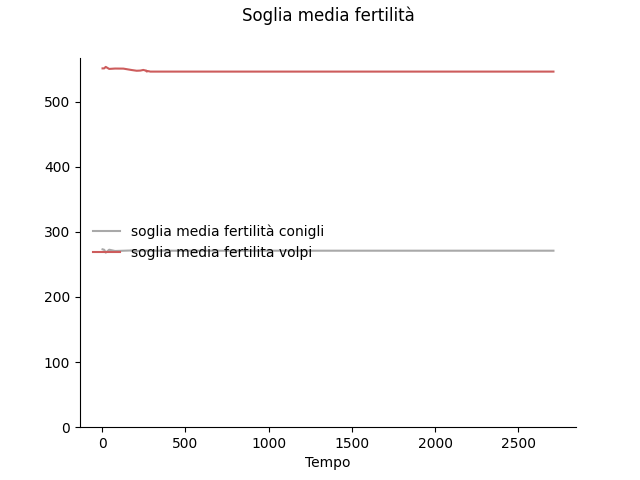 Soglia media fertilità
500
400
300
200
100
0
soglia media fertilità conigli
soglia media fertilita volpi
0 500 1000 1500 2000 2500
Tempo